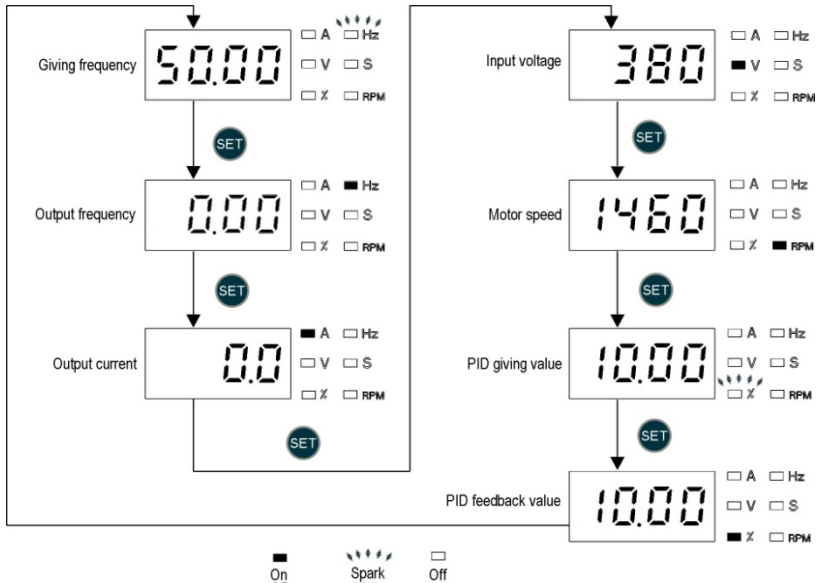 Giving frequency
50.00
A Hz
V S
% RPM
SET
Output frequency
0.00
A Hz
V S
% RPM
SET
Output current
0.0
A Hz
V S
% RPM
SET
Input voltage
380
A Hz
V S
% RPM
SET
Motor speed
1460
A Hz
V S
% RPM
SET
PID giving value
10.00
A Hz
V S
% RPM
SET
PID feedback value
10.00
A Hz
V S
% RPM
On Spark Off